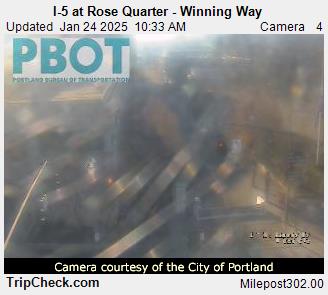 I-5 at Rose Quarter - Winning Way
Updated Jan 24 2025 10:33 AM Camera 4
PBOT
PORTLAND BUREAU OF TRANSPORTATION
Camera courtesy of the City of Portland
TripCheck.com Milepost302.00